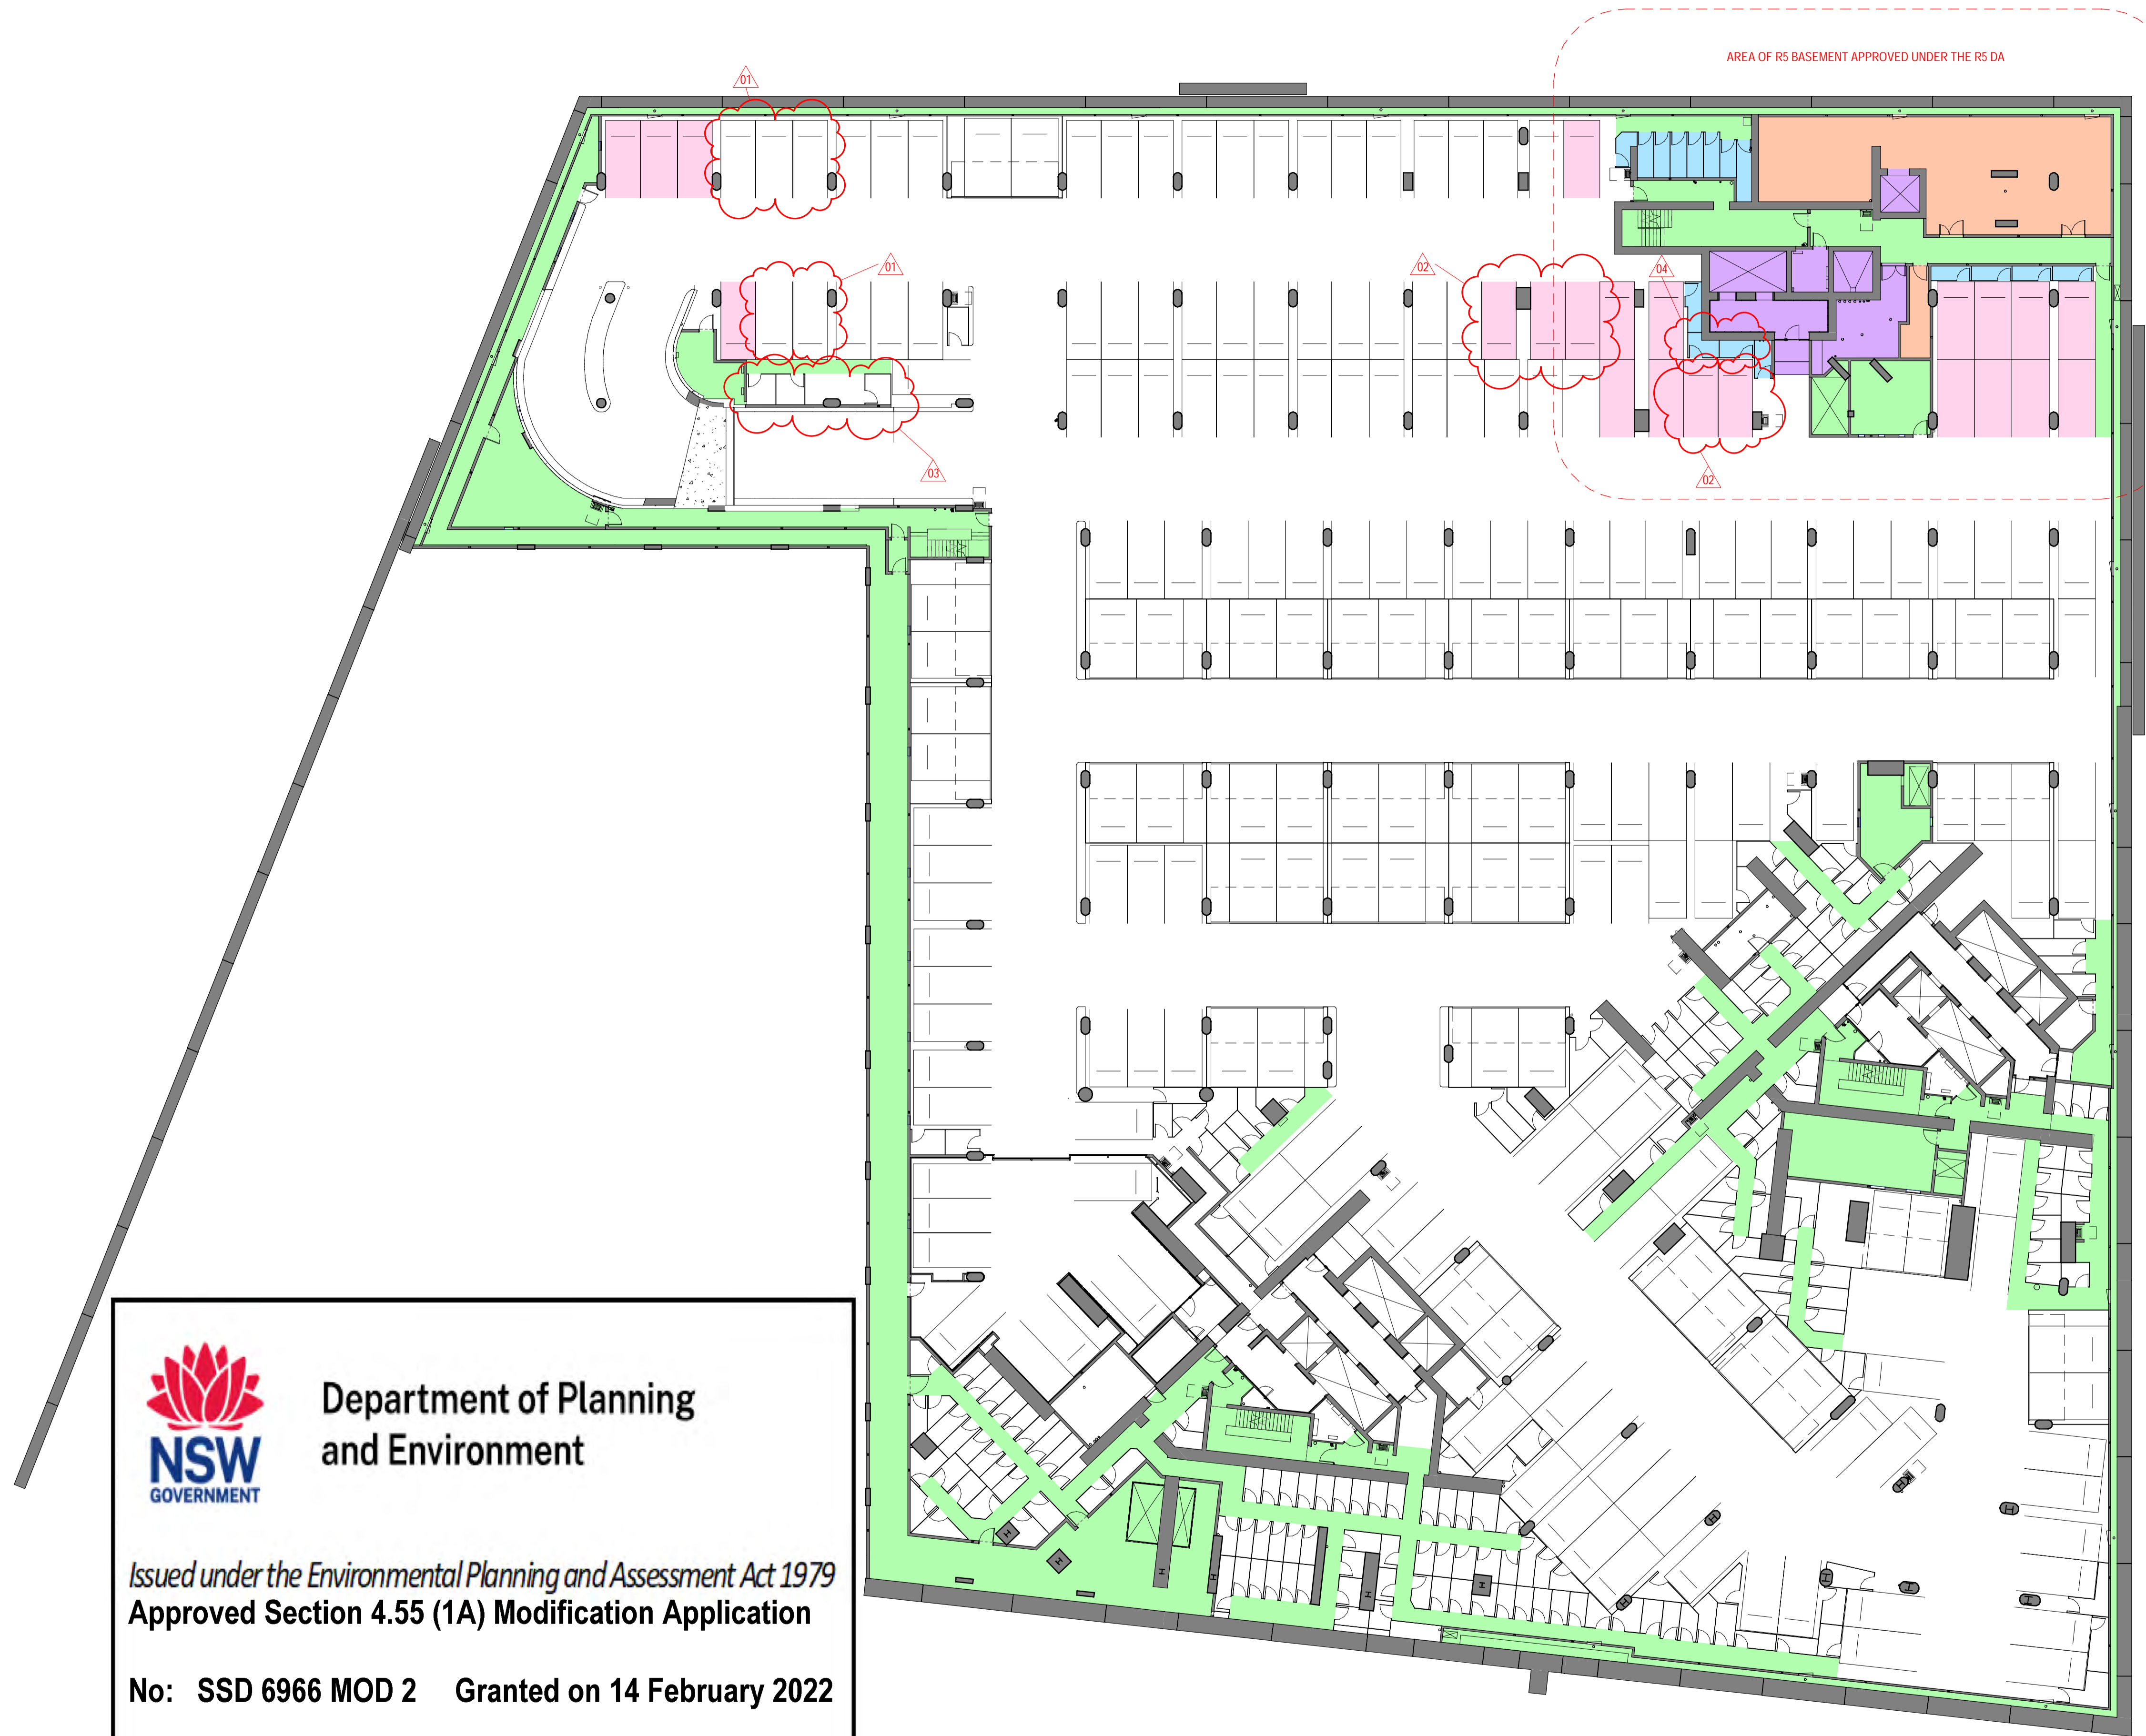 AREA OF R5 BASEMENT APPROVED UNDER THE R5 DA
01
01
02
04
03
02
H
H
H
H
H
H
H
H
H
H
H
H
H
NSW
GOVERNMENT
Department of Planning
and Environment
Issued under the Environmental Planning and Assessment Act 1979
Approved Section 4.55 (1A) Modification Application
No: SSD 6966 MOD 2 Granted on 14 February 2022